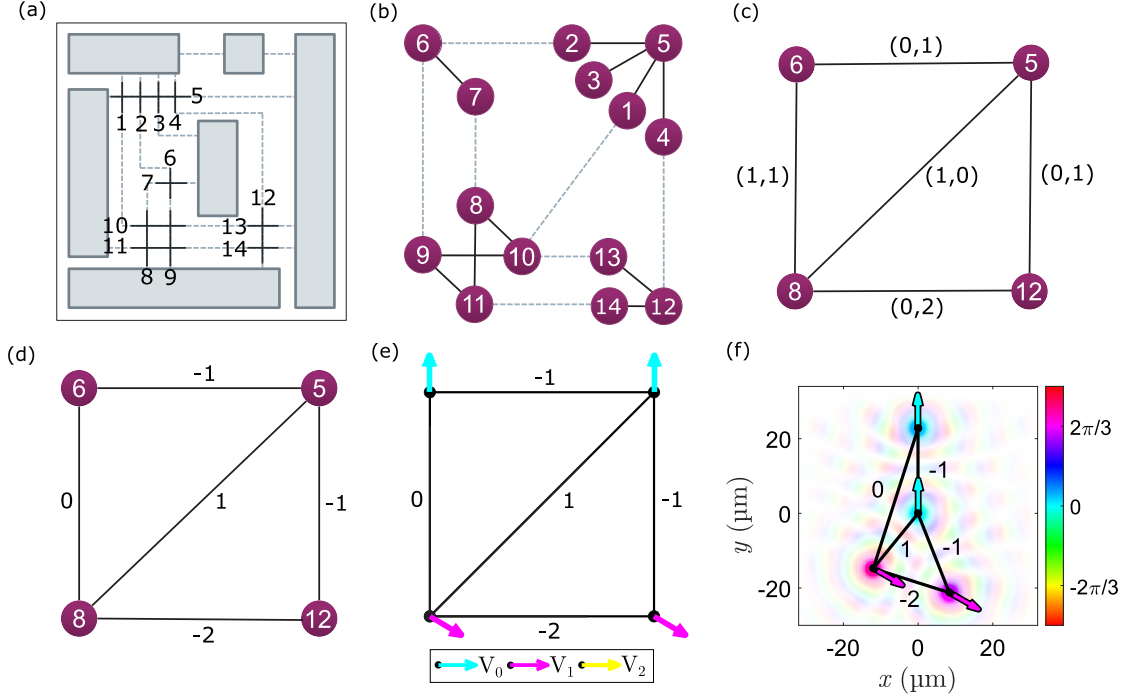 (a)
5
1 2 3 4
6
7
12
10 13
11 14
8 9
(b)
6 2 5
3
7 1
4
8
9 10 13
11 14 12
(c)
(0,1)
6 5
(1,1) (1,0) (0,1)
8 12
(0,2)
(d)
-1
6 5
0 1 -1
8 12
-2
(e)
-1
0 1 -1
-2
V0 V1 V2
(f)
20
0
-20
y (µm)
-20 0 20
x (µm)
-1
0
1 -1
-2
2π/3
0
-2π/3